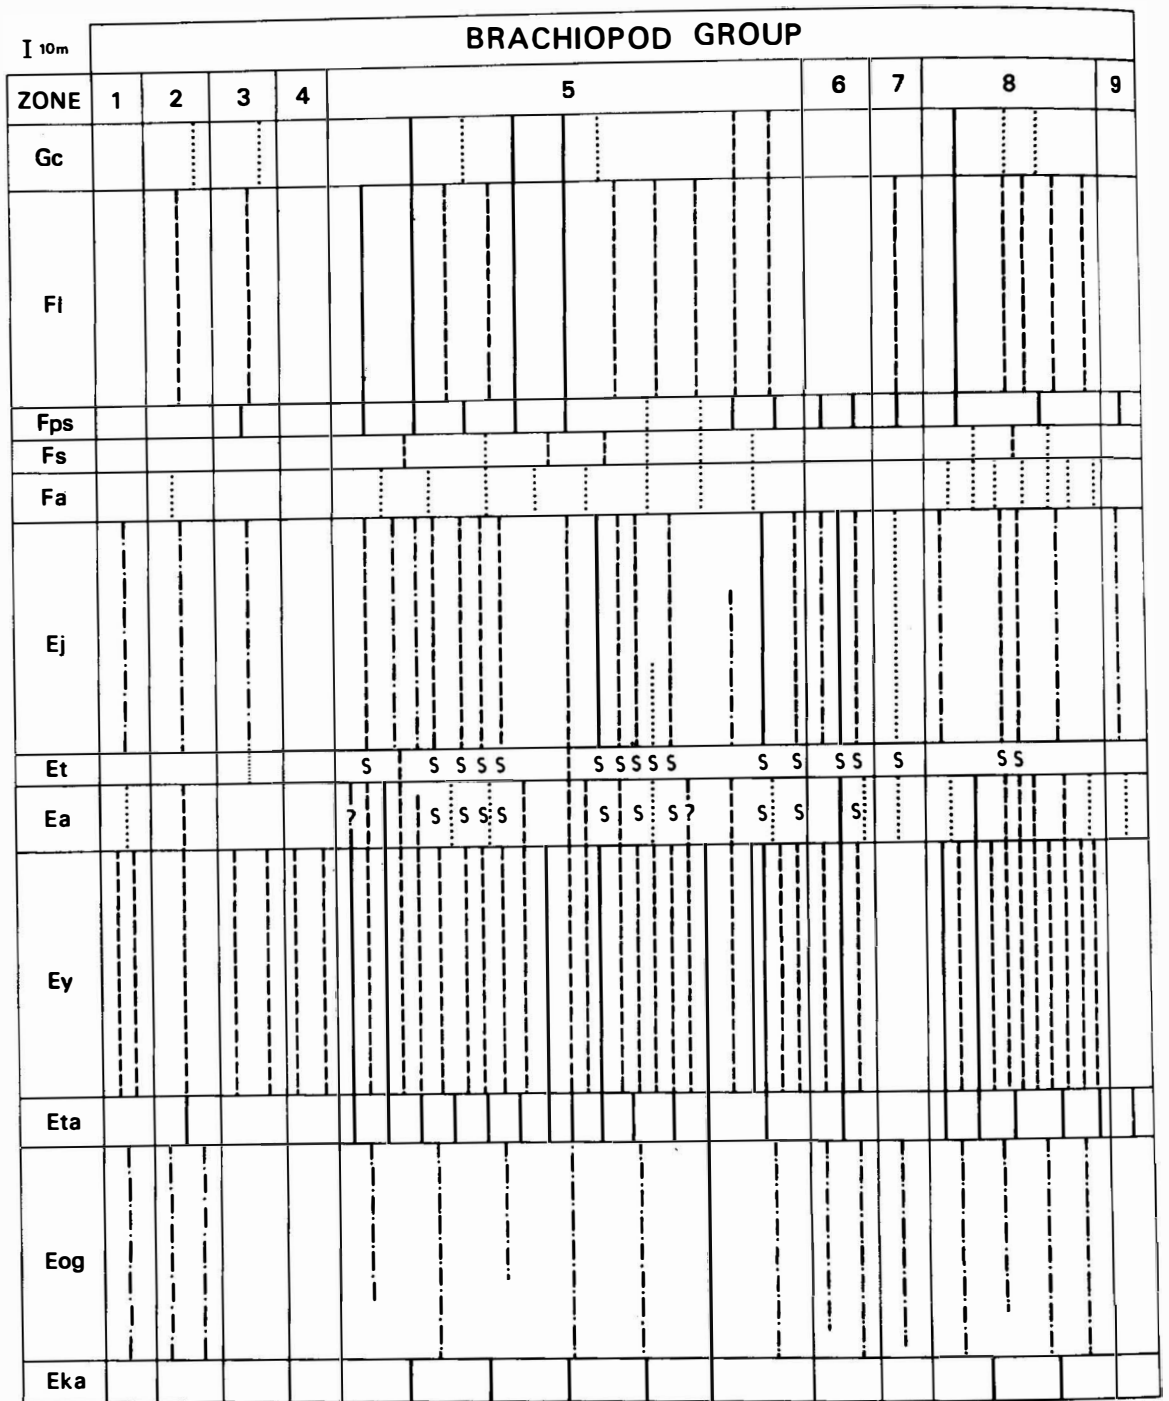 BRACHIOPOD GROUP
I 10m
ZONE 1 2 3 4 5 6 7 8 9
Gc
Fl
Fps
Fs
Fa
Ej
Et S S S S S S S S S S S S S S S S S
Ea ? S S S S S S S ? S S S
Ey
Eta
Eog
Eka